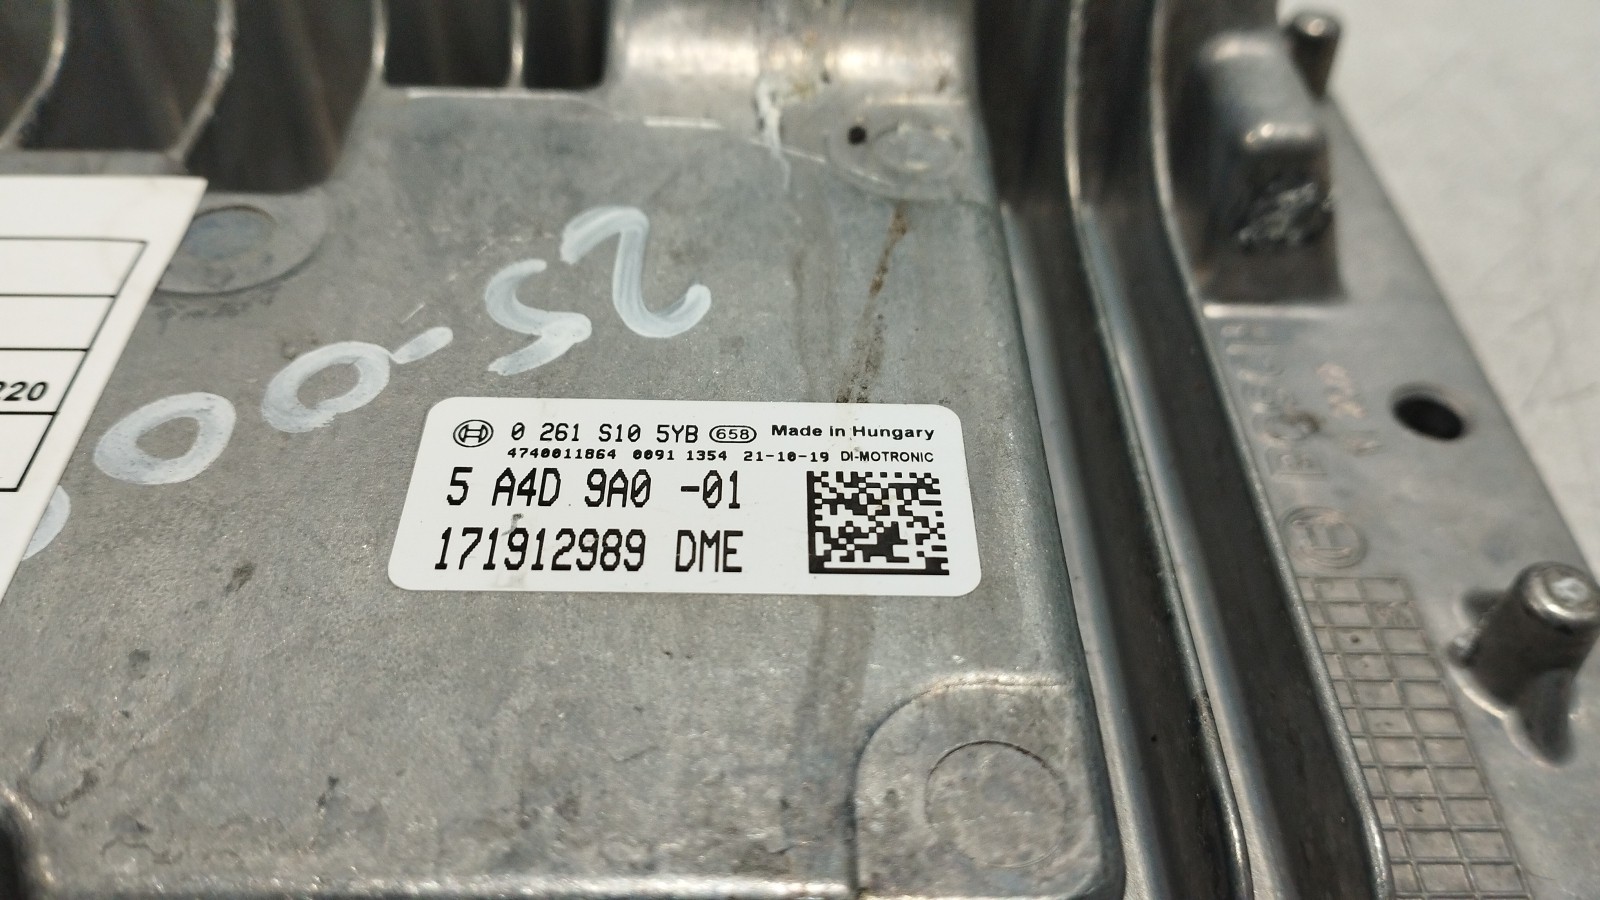 220
25-00
0 261 S10 5YB 658 Made in Hungary
4740011864 0091 1354 21-10-19 DI-MOTRONIC
5 A4D 9A0 -01
171912989 DME